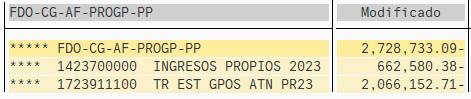 FDO-CG-AF-PROGP-PP Modificado
***** FDO-CG-AF-PROGP-PP 2,728,733.09-
**** 1423700000 INGRESOS PROPIOS 2023 662,580.38-
**** 1723911100 TR EST GPOS ATN PR23 2,066,152.71-